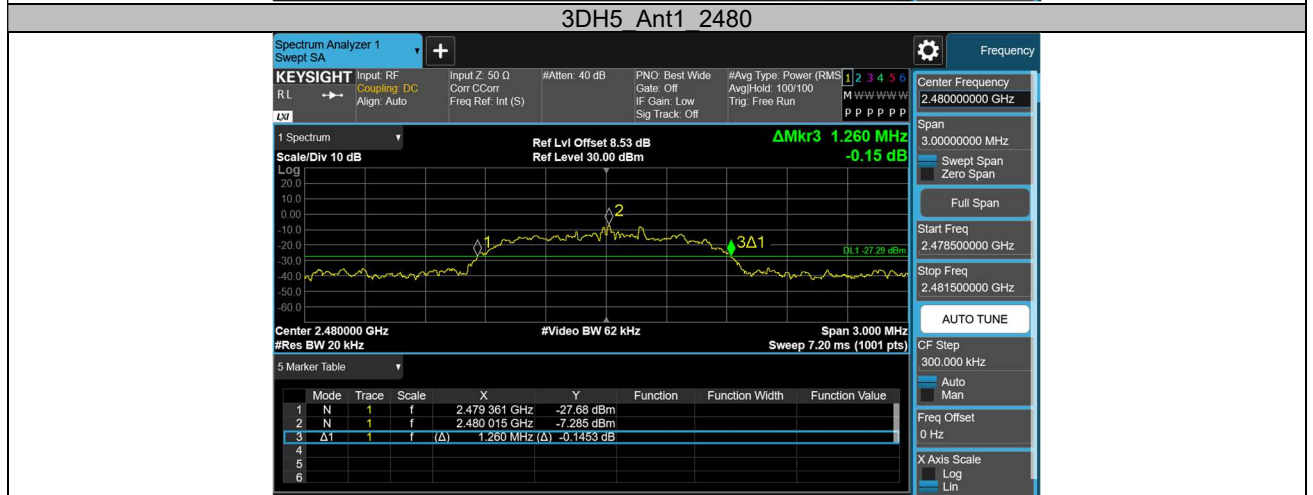 3DH5_Ant1_2480
Spectrum Analyzer 1
Swept SA
+
Frequency
KEYSIGHT
RL
LXI
Input: RF
Coupling: DC
Align: Auto
Input Z: 50 Ω
Corr CCorr
Freq Ref: Int (S)
#Atten: 40 dB
PNO: Best Wide
Gate: Off
IF Gain: Low
Sig Track: Off
#Avg Type: Power (RMS
Avg|Hold: 100/100
Trig: Free Run
1 2 3 4 5 6
M W W W W W
P P P P P P
1 Spectrum
Scale/Div 10 dB
Ref Lvl Offset 8.53 dB
Ref Level 30.00 dBm
ΔMkr3 1.260 MHz
-0.15 dB
Log
20.0
10.0
0.00
-10.0
-20.0
-30.0
-40.0
-50.0
-60.0
1
2
3Δ1
DL1 -27.29 dBm
Center 2.480000 GHz
#Res BW 20 kHz
#Video BW 62 kHz
Span 3.000 MHz
Sweep 7.20 ms (1001 pts)
5 Marker Table
Mode Trace Scale X Y Function Function Width Function Value
1 N 1 f 2.479 361 GHz -27.68 dBm
2 N 1 f 2.480 015 GHz -7.285 dBm
3 Δ1 1 f (Δ) 1.260 MHz (Δ) -0.1453 dB
4
5
6
Center Frequency
2.480000000 GHz
Span
3.00000000 MHz
Swept Span
Zero Span
Full Span
Start Freq
2.478500000 GHz
Stop Freq
2.481500000 GHz
AUTO TUNE
CF Step
300.000 kHz
Auto
Man
Freq Offset
0 Hz
X Axis Scale
Log
Lin